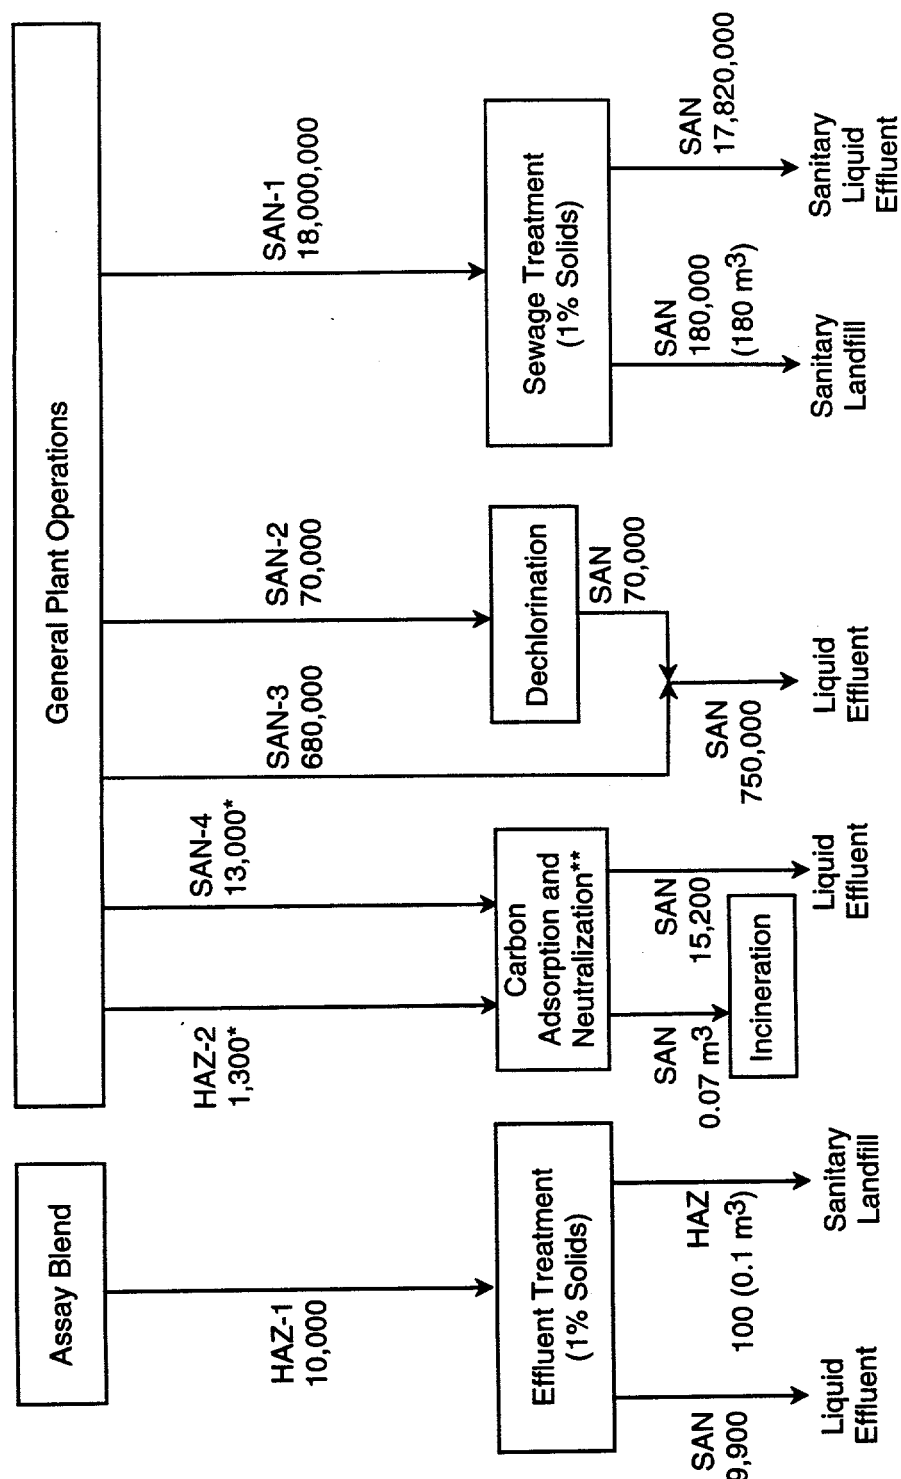 Assay Blend
General Plant Operations
HAZ-1
10,000
HAZ-2
1,300*
SAN-4
13,000*
SAN-3
680,000
SAN-2
70,000
SAN-1
18,000,000
Effluent Treatment
(1% Solids)
Carbon
Adsorption and
Neutralization**
Dechlorination
Sewage Treatment
(1% Solids)
SAN
9,900
HAZ
100 (0.1 m3)
SAN
0.07 m3
SAN
15,200
SAN
70,000
SAN
750,000
SAN
180,000
(180 m3)
SAN
17,820,000
Incineration
Liquid
Effluent
Sanitary
Landfill
Liquid
Effluent
Liquid
Effluent
Sanitary
Landfill
Sanitary
Liquid
Effluent